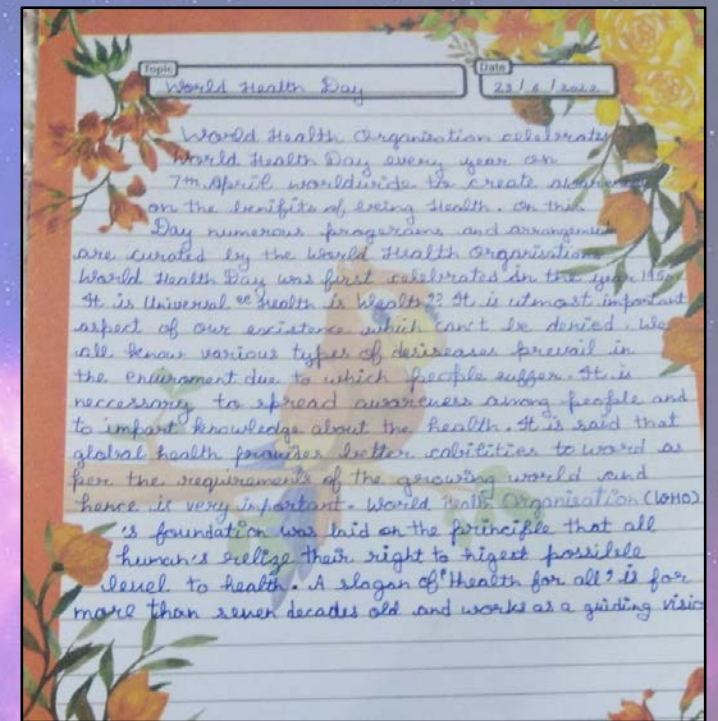 Topic
World Health Day
Date
23/6/2022
World Health Organisation celebrates
World Health Day every year on
7th April worldwide to create awareness
on the benifits of being Health. On this
Day numerous programs and arrangements
are curated by the World Health Organisation
World Health Day was first celebrated in the year 1950
It is Universal "Health is Wealth" It is utmost important
aspect of our existence which can't be denied. We
all know various types of desireases prevail in
the enviroment due to which people suffer. It is
neccessary to spread awareness among people and
to impart knowledge about the health. It is said that
global health promises better cabilities to word as
per the requirements of the growing world and
hence is very important. World Health Organisation (WHO)
's foundation was laid on the principle that all
human's relize their right to higest possible
level to health. A slogan of "Health for all" is for
more than seven decades old and works as a guiding